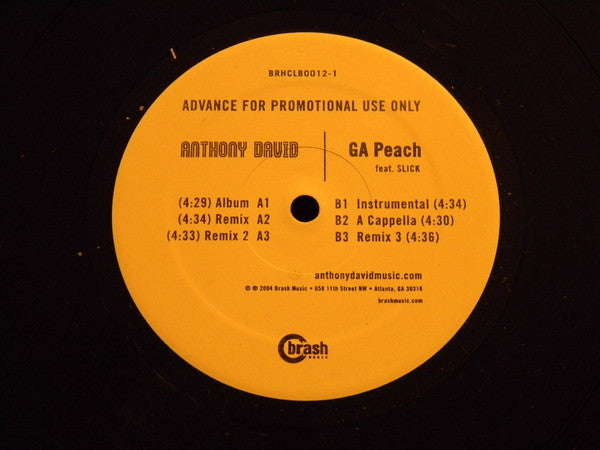 BRHCLB0012-1
ADVANCE FOR PROMOTIONAL USE ONLY
ANTHONY DAVID
GA Peach
feat. SLICK
(4:29) Album A1
(4:34) Remix A2
(4:33) Remix 2 A3
B1 Instrumental (4:34)
B2 A Cappella (4:30)
B3 Remix 3 (4:36)
anthonydavidmusic.com
© ℗ 2004 Brash Music • 650 11th Street NW • Atlanta, GA 30318
brashmusic.com
brash
MUSIC